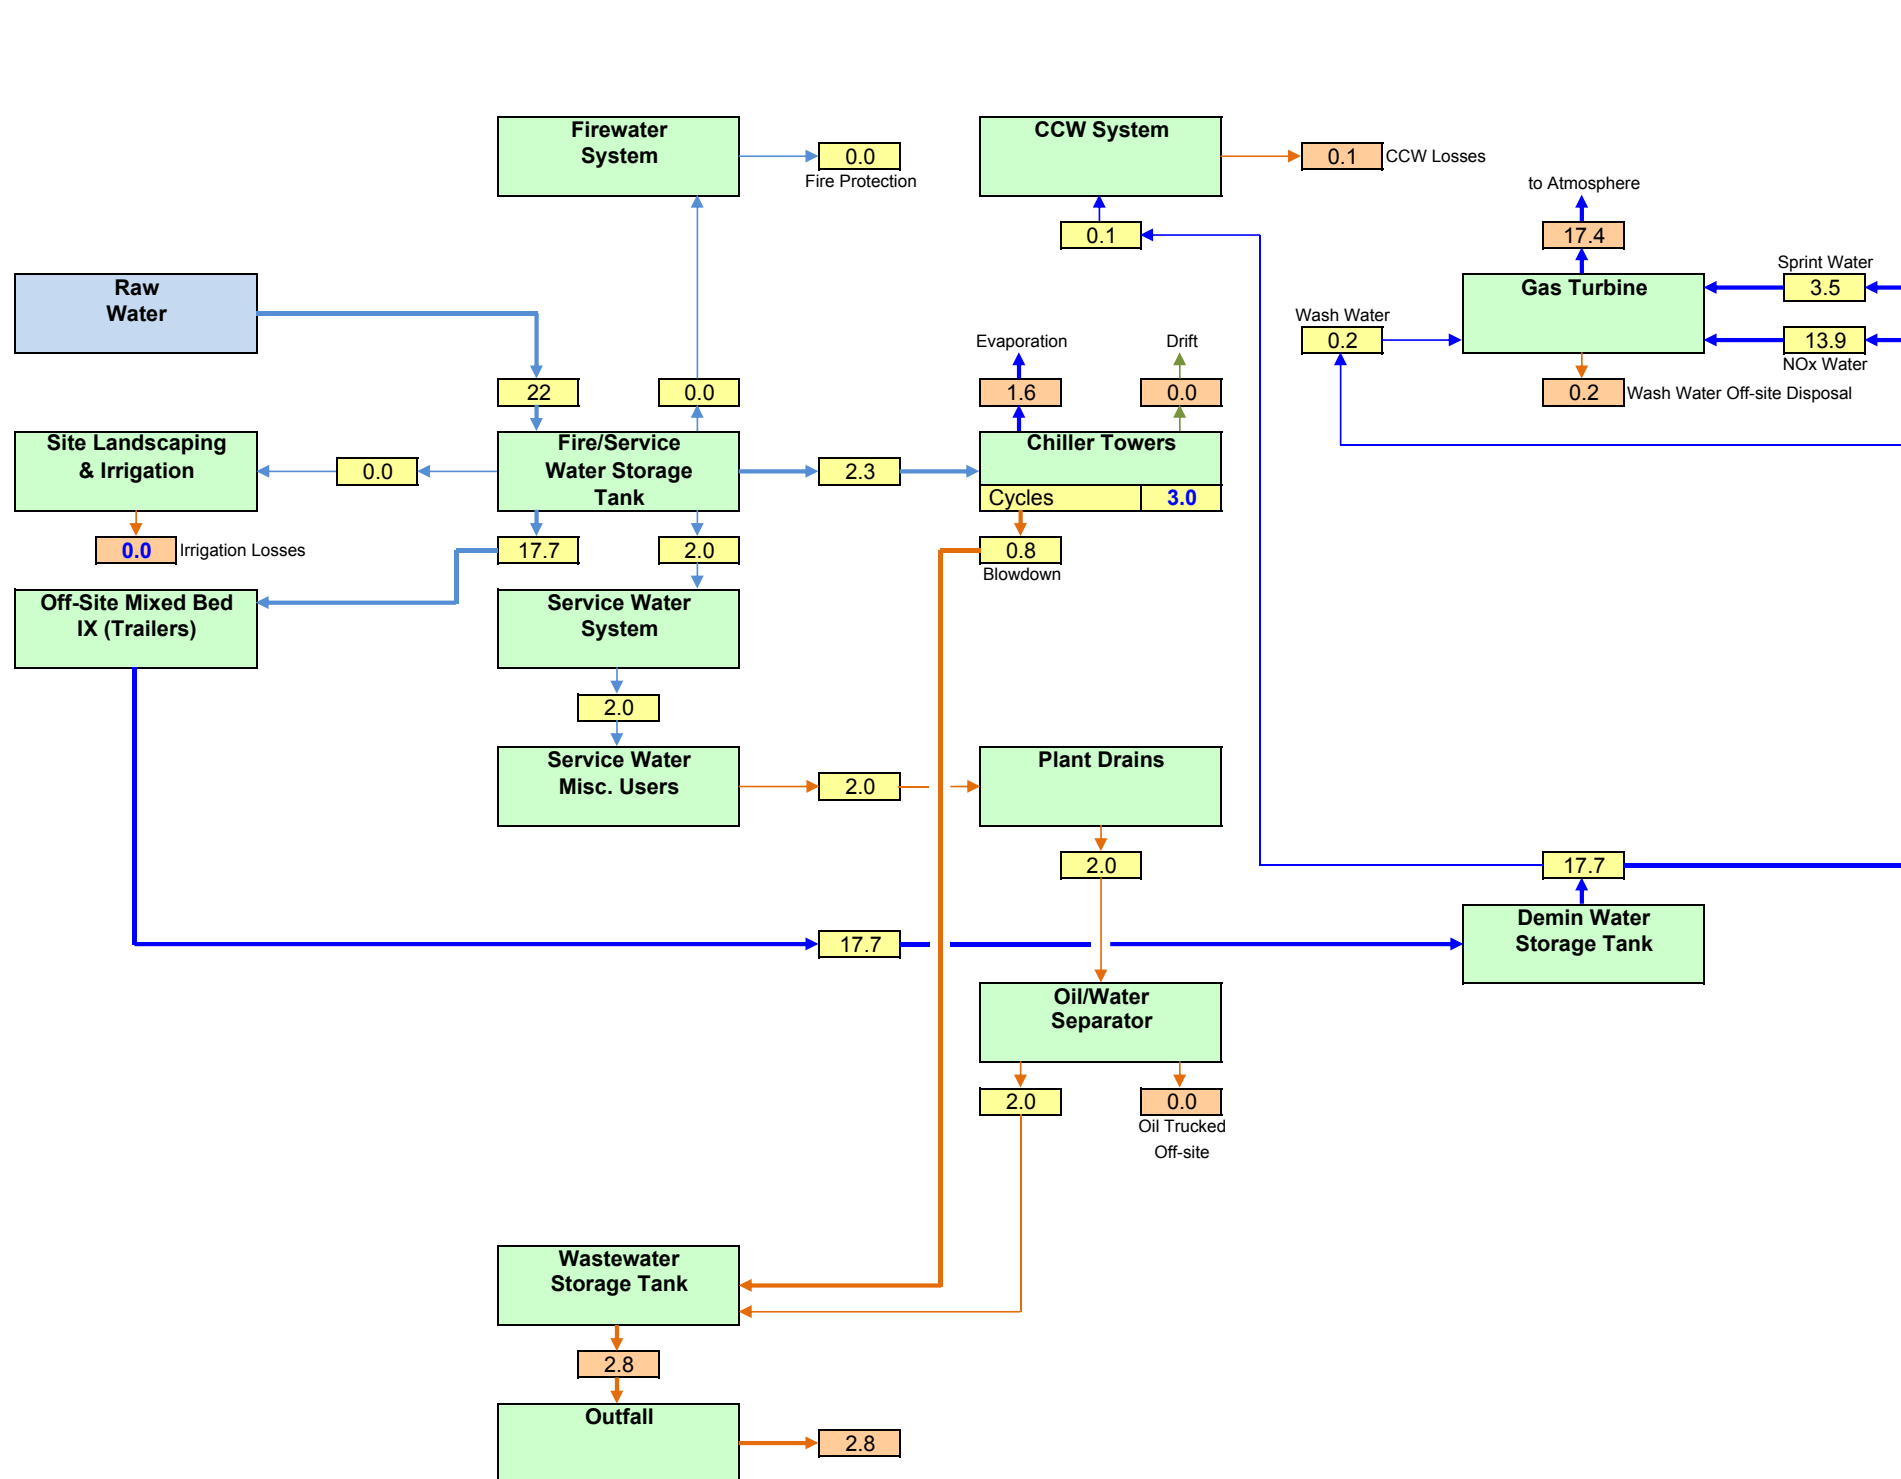 Firewater
System
0.0
Fire Protection
CCW System
0.1
CCW Losses
to Atmosphere
17.4
0.1
Raw
Water
Gas Turbine
Sprint Water
3.5
Wash Water
0.2
13.9
NOx Water
0.2
Wash Water Off-site Disposal
Evaporation
Drift
22
0.0
1.6
0.0
Site Landscaping
& Irrigation
0.0
Fire/Service
Water Storage
Tank
2.3
Chiller Towers
Cycles
3.0
0.0
Irrigation Losses
17.7
2.0
0.8
Blowdown
Off-Site Mixed Bed
IX (Trailers)
Service Water
System
2.0
Service Water
Misc. Users
2.0
Plant Drains
2.0
17.7
Demin Water
Storage Tank
17.7
Oil/Water
Separator
2.0
0.0
Oil Trucked
Off-site
Wastewater
Storage Tank
2.8
Outfall
2.8